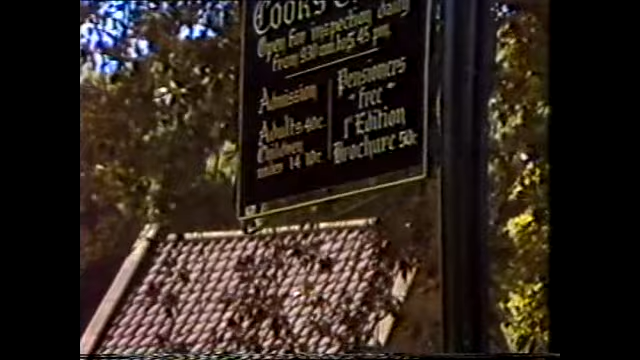 Cooks
Open for inspection daily
from 9.30 am. to 5.45 pm.
Admission
Adults 40c.
Children
under 14 10c.
Pensioners
- free -
1st Edition
Brochure 50c.